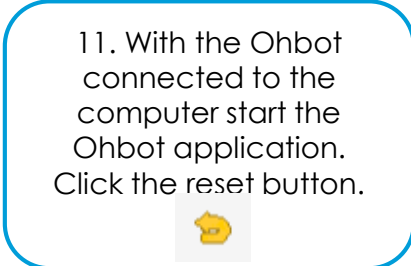 11. With the Ohbot
connected to the
computer start the
Ohbot application.
Click the reset button.